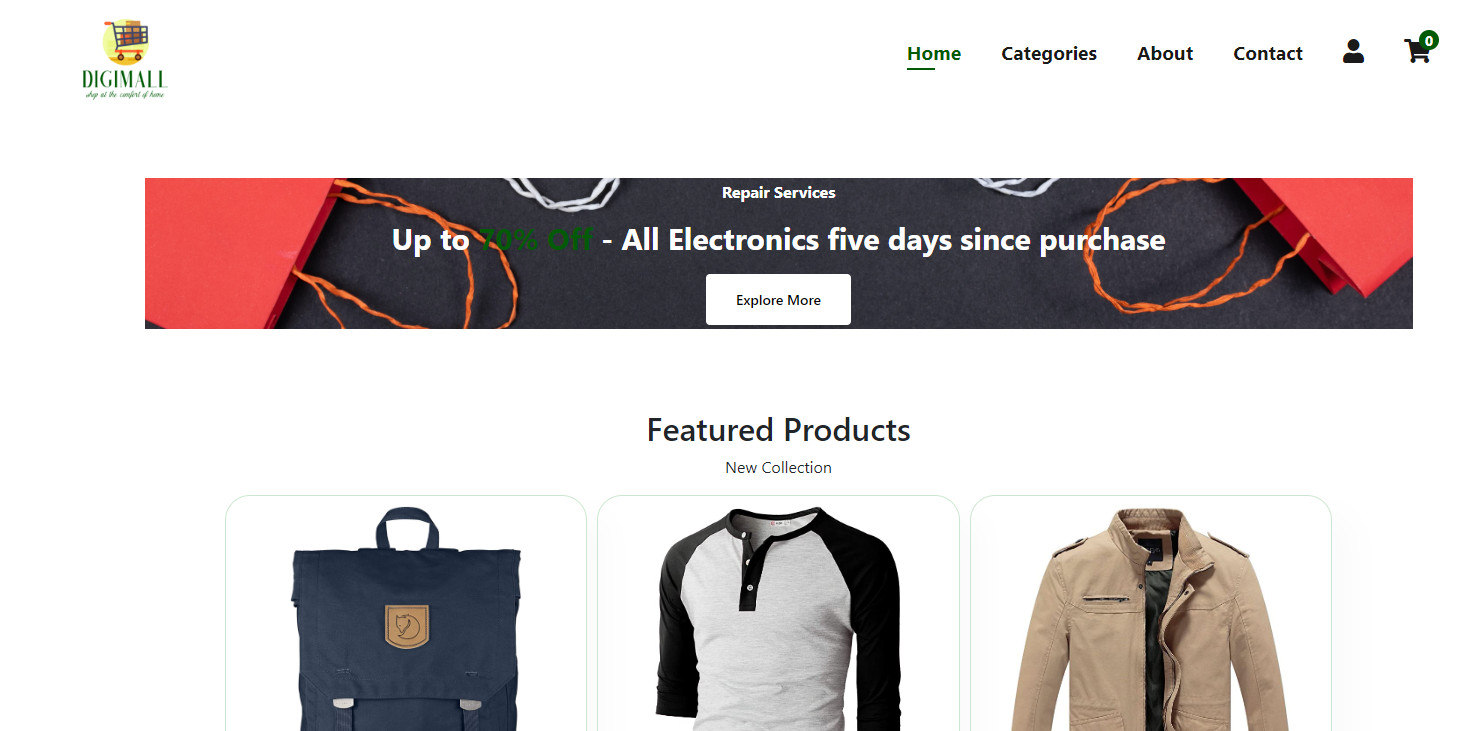 DIGIMALL
shop at the comfort of home
Home Categories About Contact 0
Repair Services
Up to 70% Off - All Electronics five days since purchase
Explore More
Featured Products
New Collection